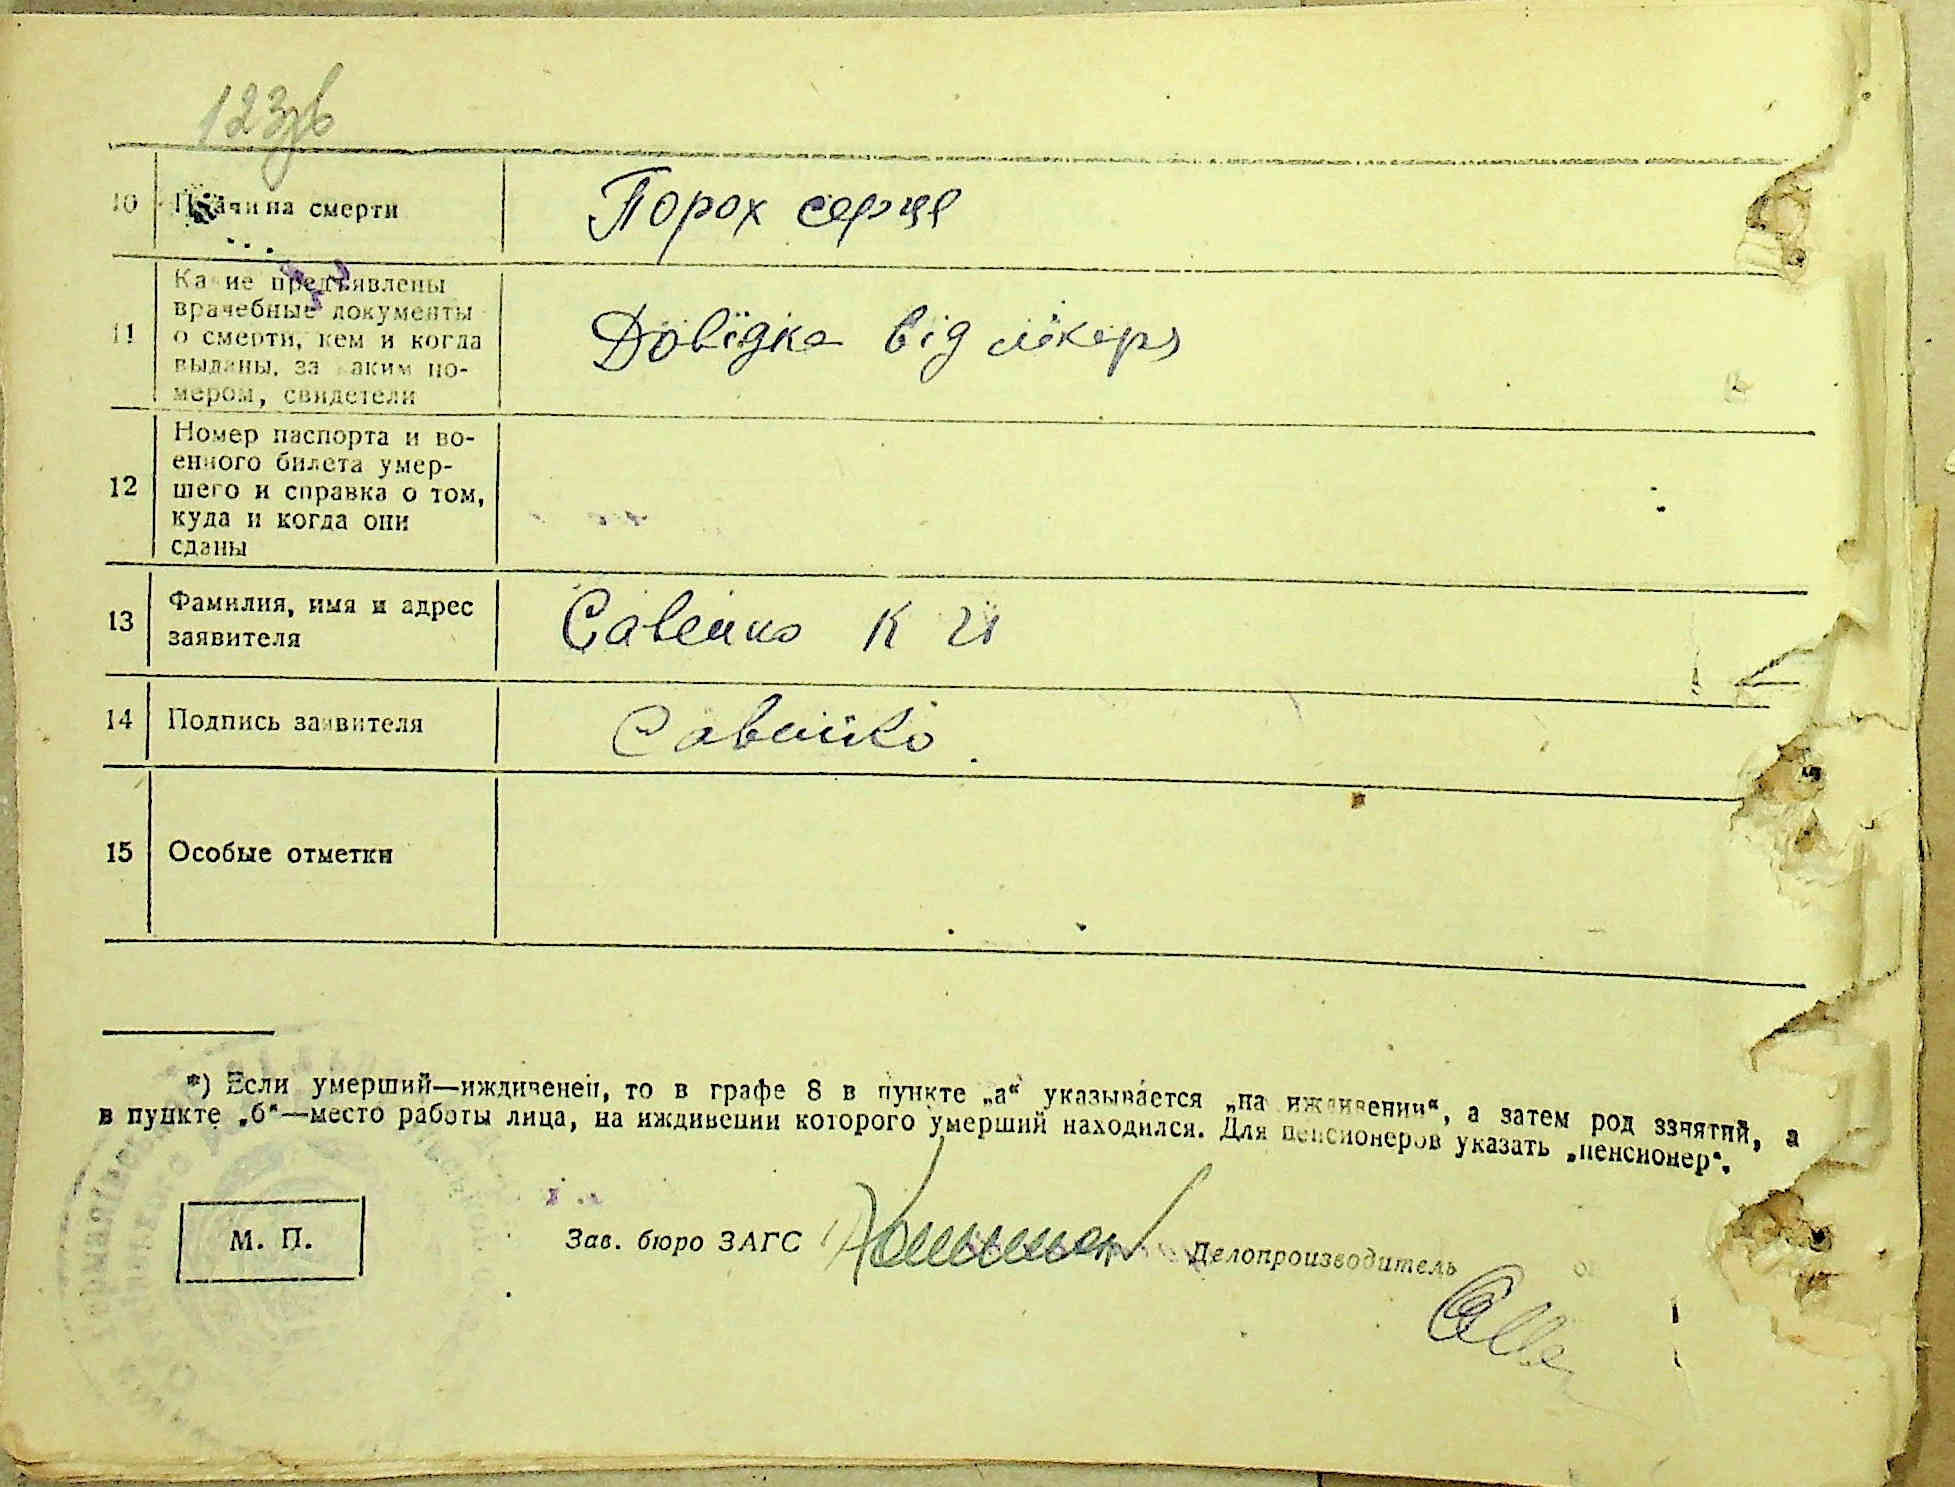 123
10 Причина смерти Порох серця
11 Какие предъявлены
врачебные документы
о смерти, кем и когда
выданы, за каким но-
мером, свидетели
Довідка від лікаря
12 Номер паспорта и во-
енного билета умер-
шего и справка о том,
куда и когда они
сданы
13 Фамилия, имя и адрес
заявителя
Савенко К И
14 Подпись заявителя Савенко
15 Особые отметки
*) Если умерший—иждивенец, то в графе 8 в пункте „а“ указывается „на иждивении“, а затем род занятий, а
в пункте „б“—место работы лица, на иждивении которого умерший находился. Для пенсионеров указать „пенсионер“.
М. П.
Зав. бюро ЗАГС
Делопроизводитель